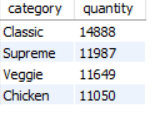 category quantity
Classic 14888
Supreme 11987
Veggie 11649
Chicken 11050